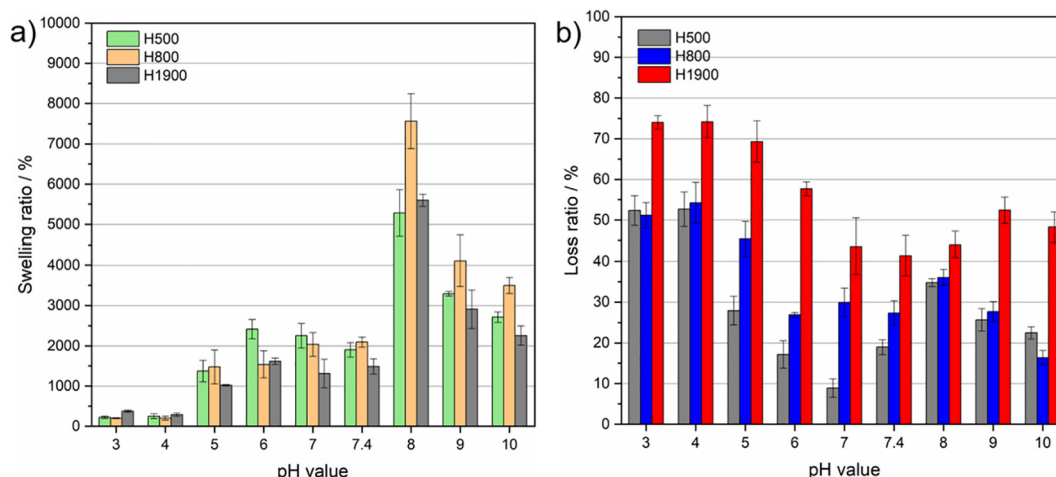 a)
Swelling ratio / %
10000
9000
8000
7000
6000
5000
4000
3000
2000
1000
0
H500
H800
H1900
3 4 5 6 7 7.4 8 9 10
pH value
b)
Loss ratio / %
100
90
80
70
60
50
40
30
20
10
0
H500
H800
H1900
3 4 5 6 7 7.4 8 9 10
pH value